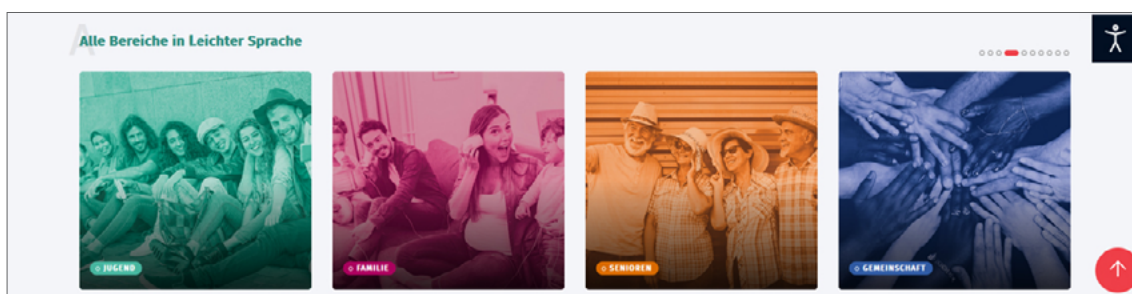 Alle Bereiche in Leichter Sprache
A
JUGEND
FAMILIE
SENIOREN
GEMEINSCHAFT